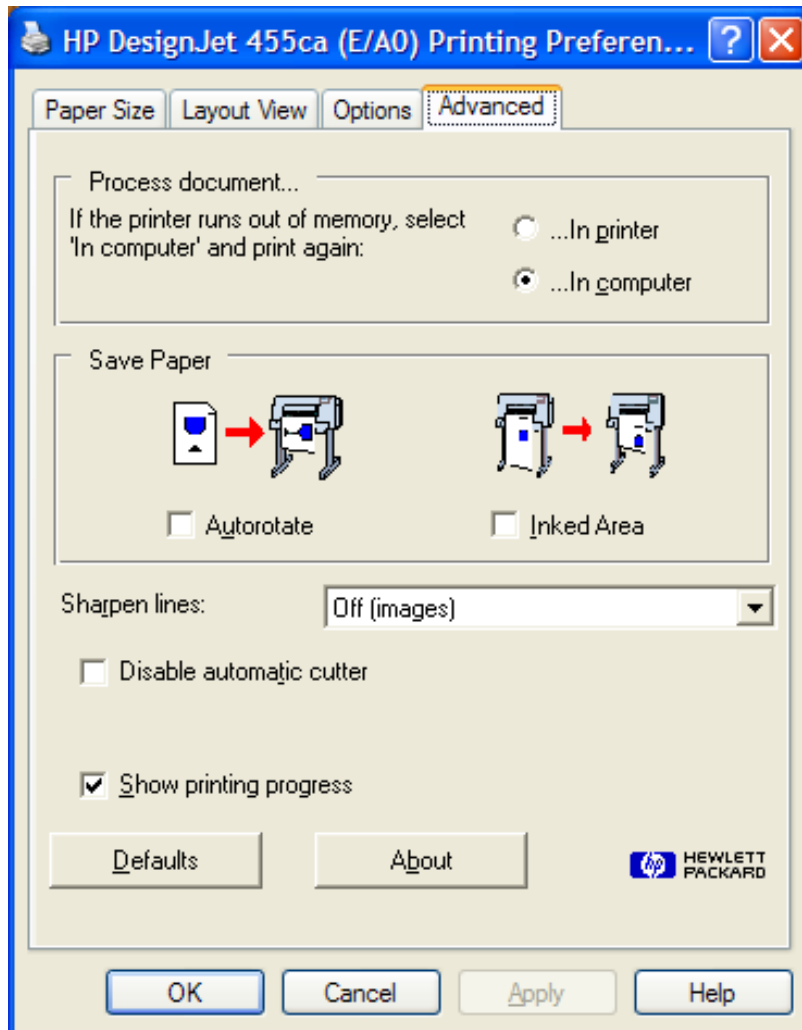 HP DesignJet 455ca (E/A0) Printing Preferen... ?
Paper Size Layout View Options Advanced
Process document...
If the printer runs out of memory, select
'In computer' and print again:
...In printer
...In computer
Save Paper
Autorotate Inked Area
Sharpen lines: Off (images)
Disable automatic cutter
Show printing progress
Defaults About hp HEWLETT
PACKARD
OK Cancel Apply Help